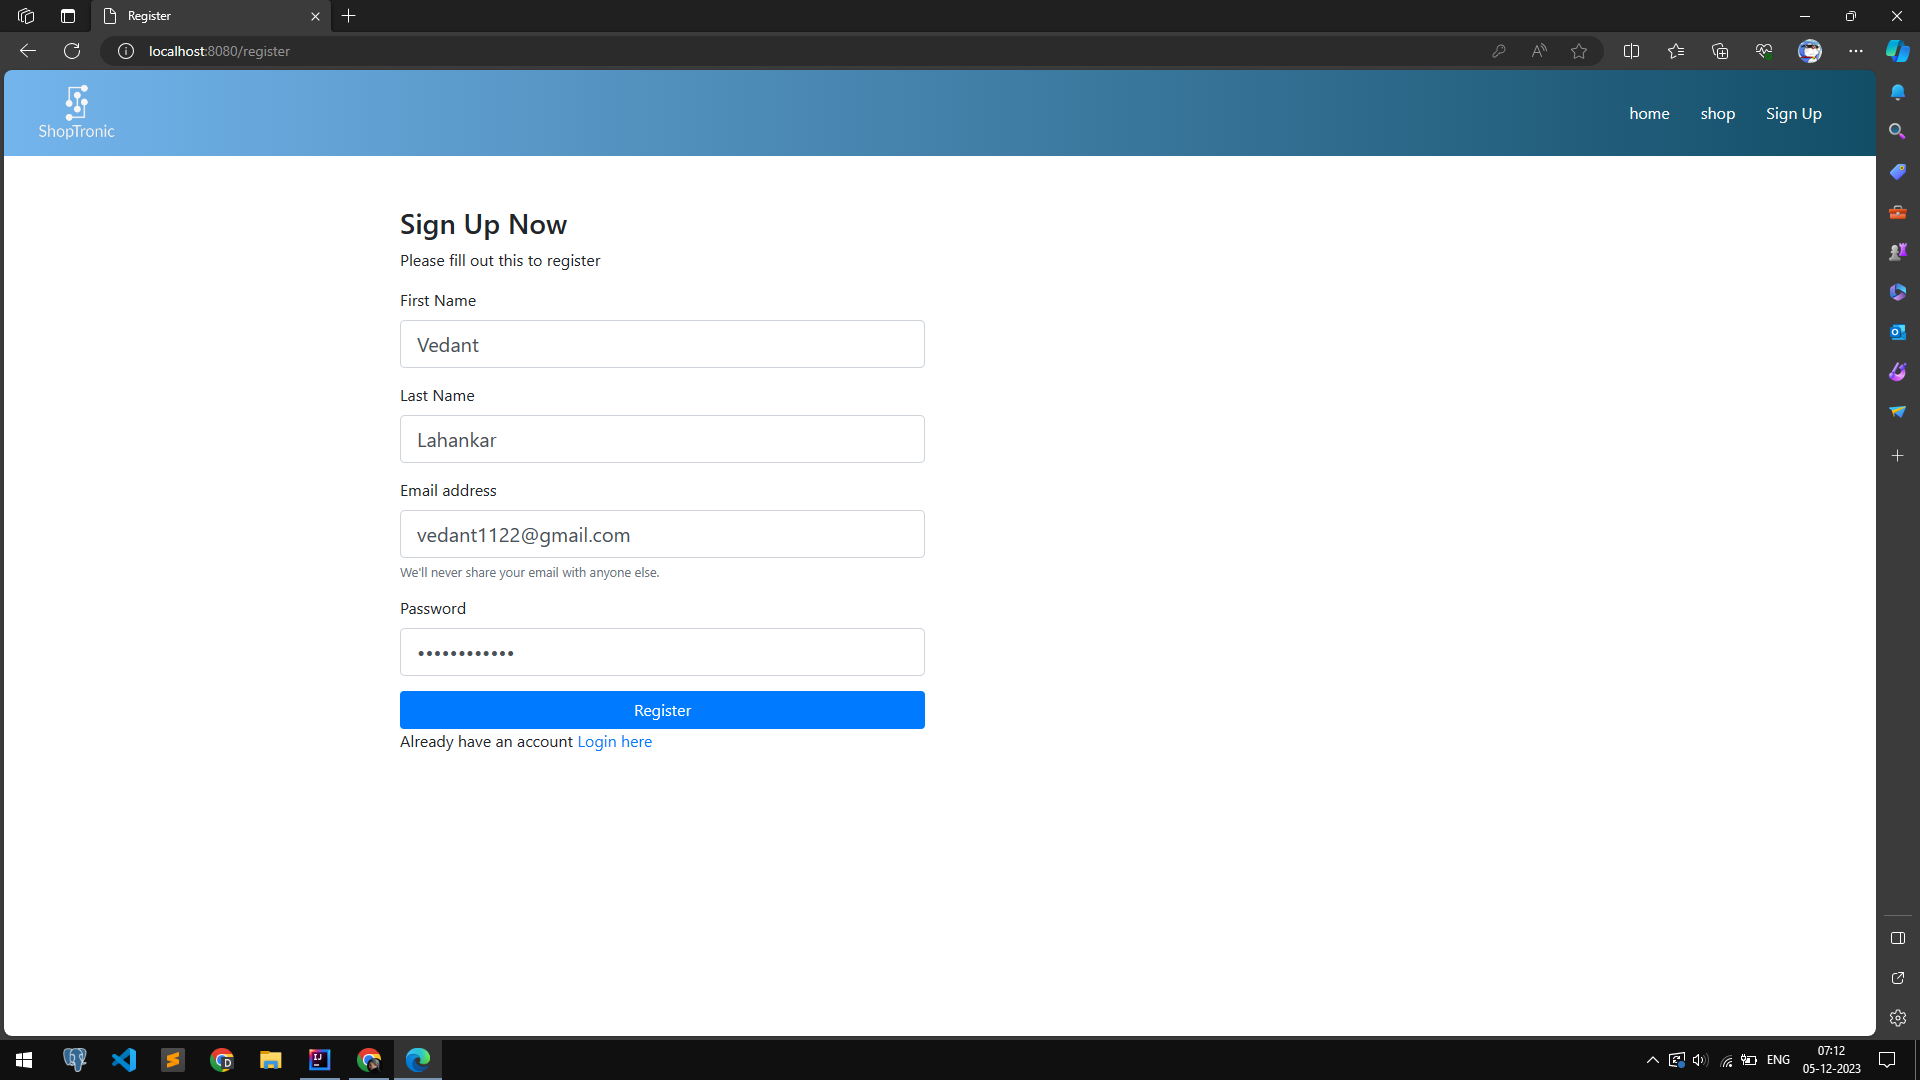 Register
localhost:8080/register
ShopTronic
home
shop
Sign Up
Sign Up Now
Please fill out this to register
First Name
Vedant
Last Name
Lahankar
Email address
vedant1122@gmail.com
We'll never share your email with anyone else.
Password
••••••••••••
Register
Already have an account Login here
ENG
07:12
05-12-2023